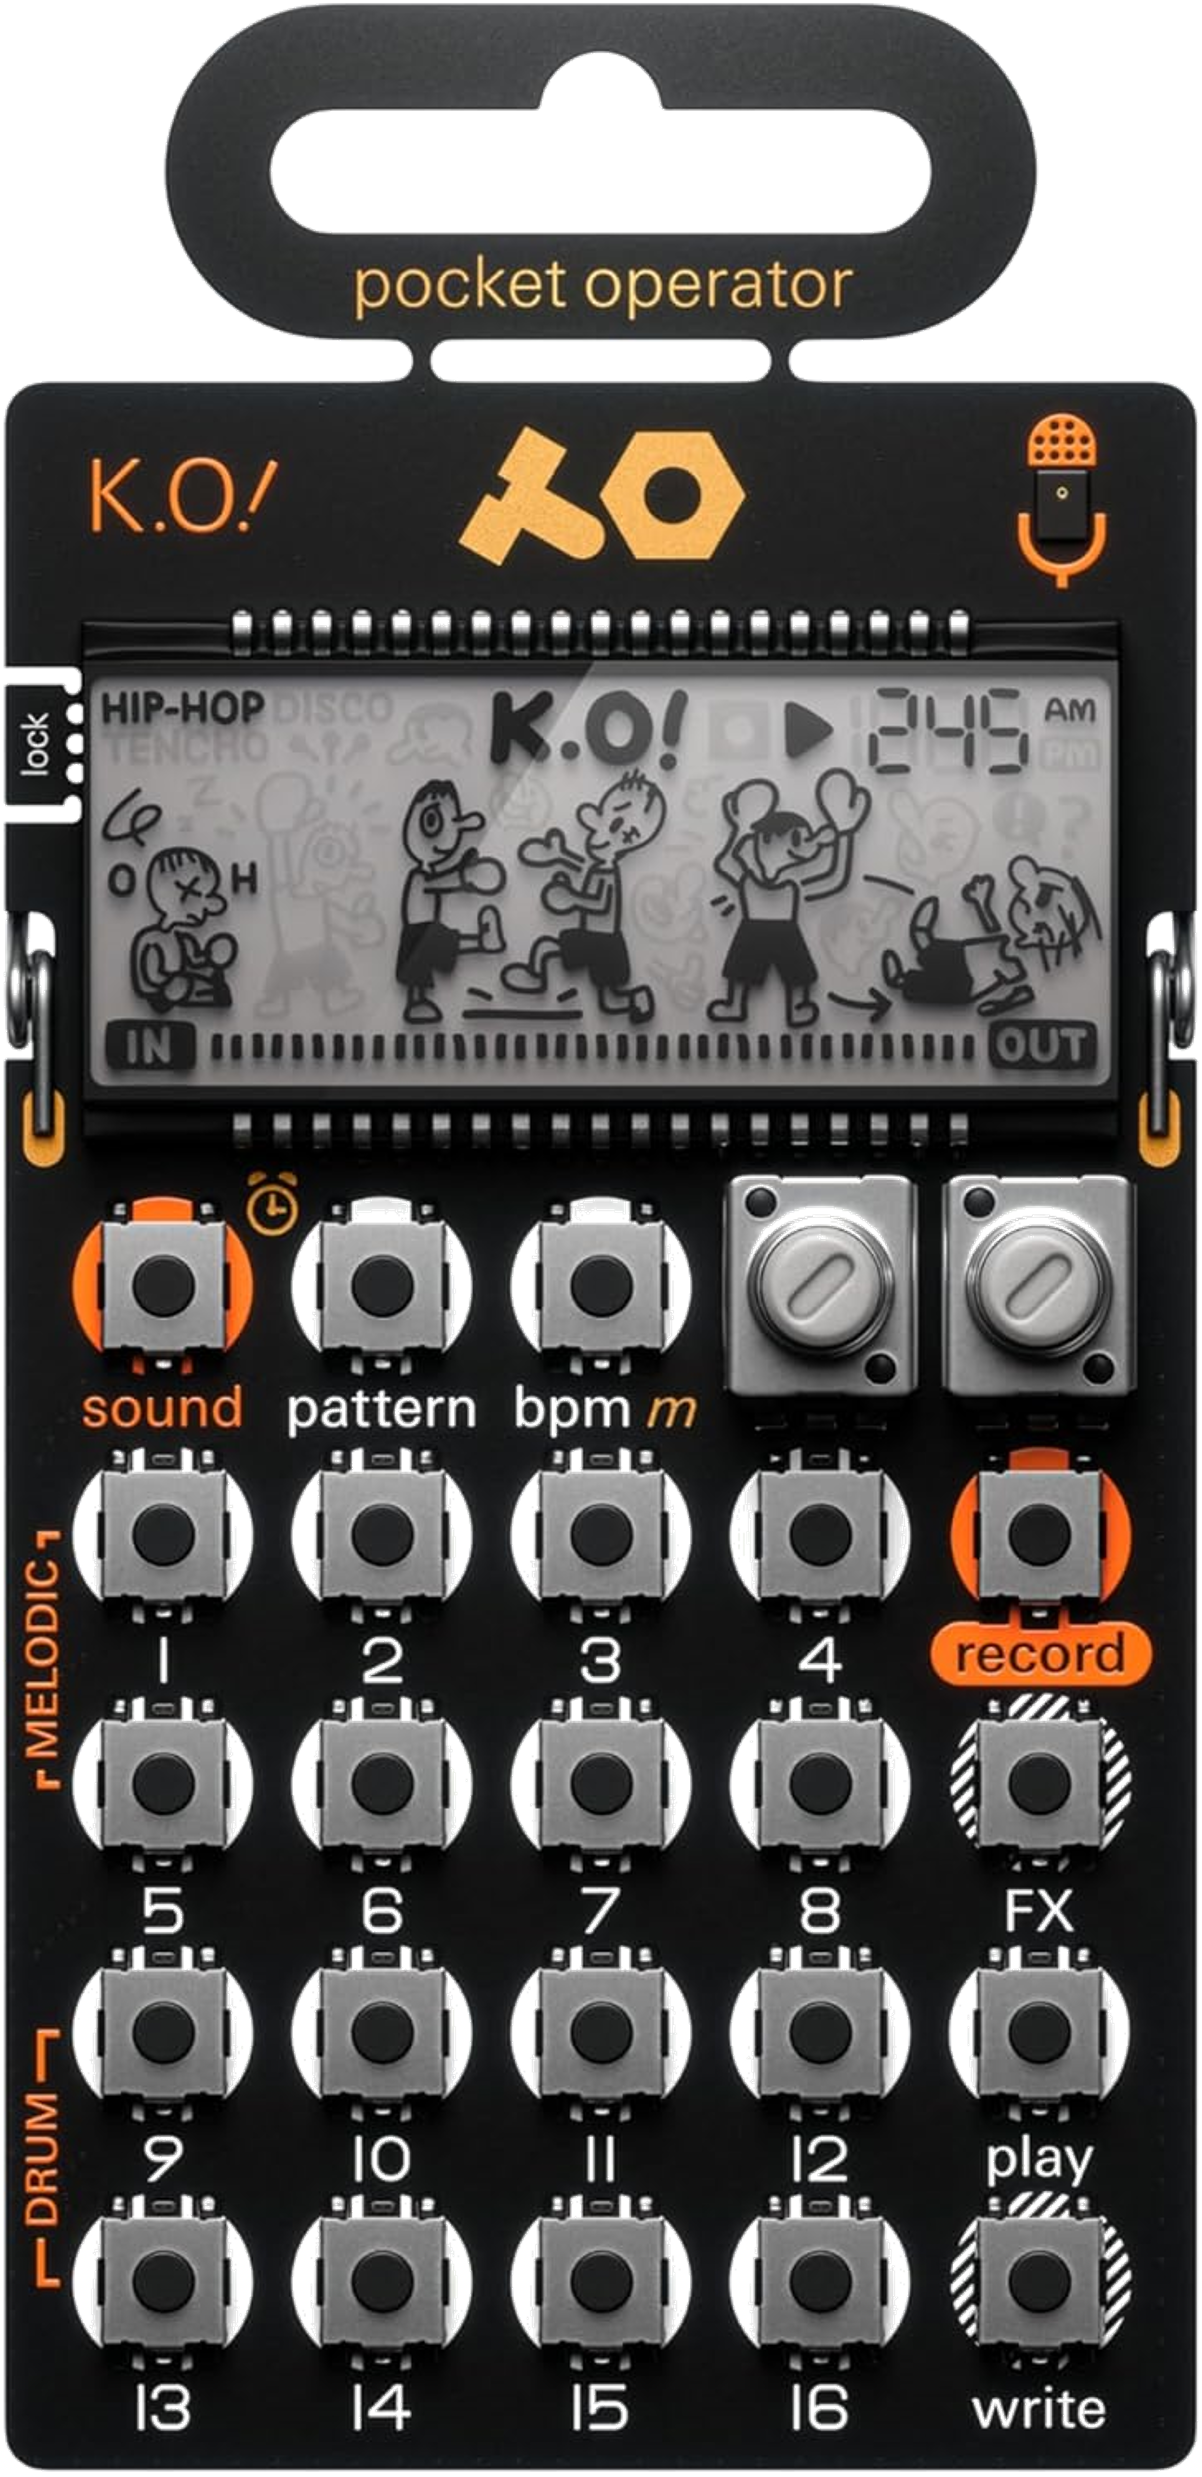 pocket operator
K.O!
lock
HIP-HOP DISCO K.O! 245 AM
TENCHO PM
O H
IN OUT
sound pattern bpm m
MELODIC
1 2 3 4 record
5 6 7 8 FX
DRUM
9 10 11 12 play
13 14 15 16 write